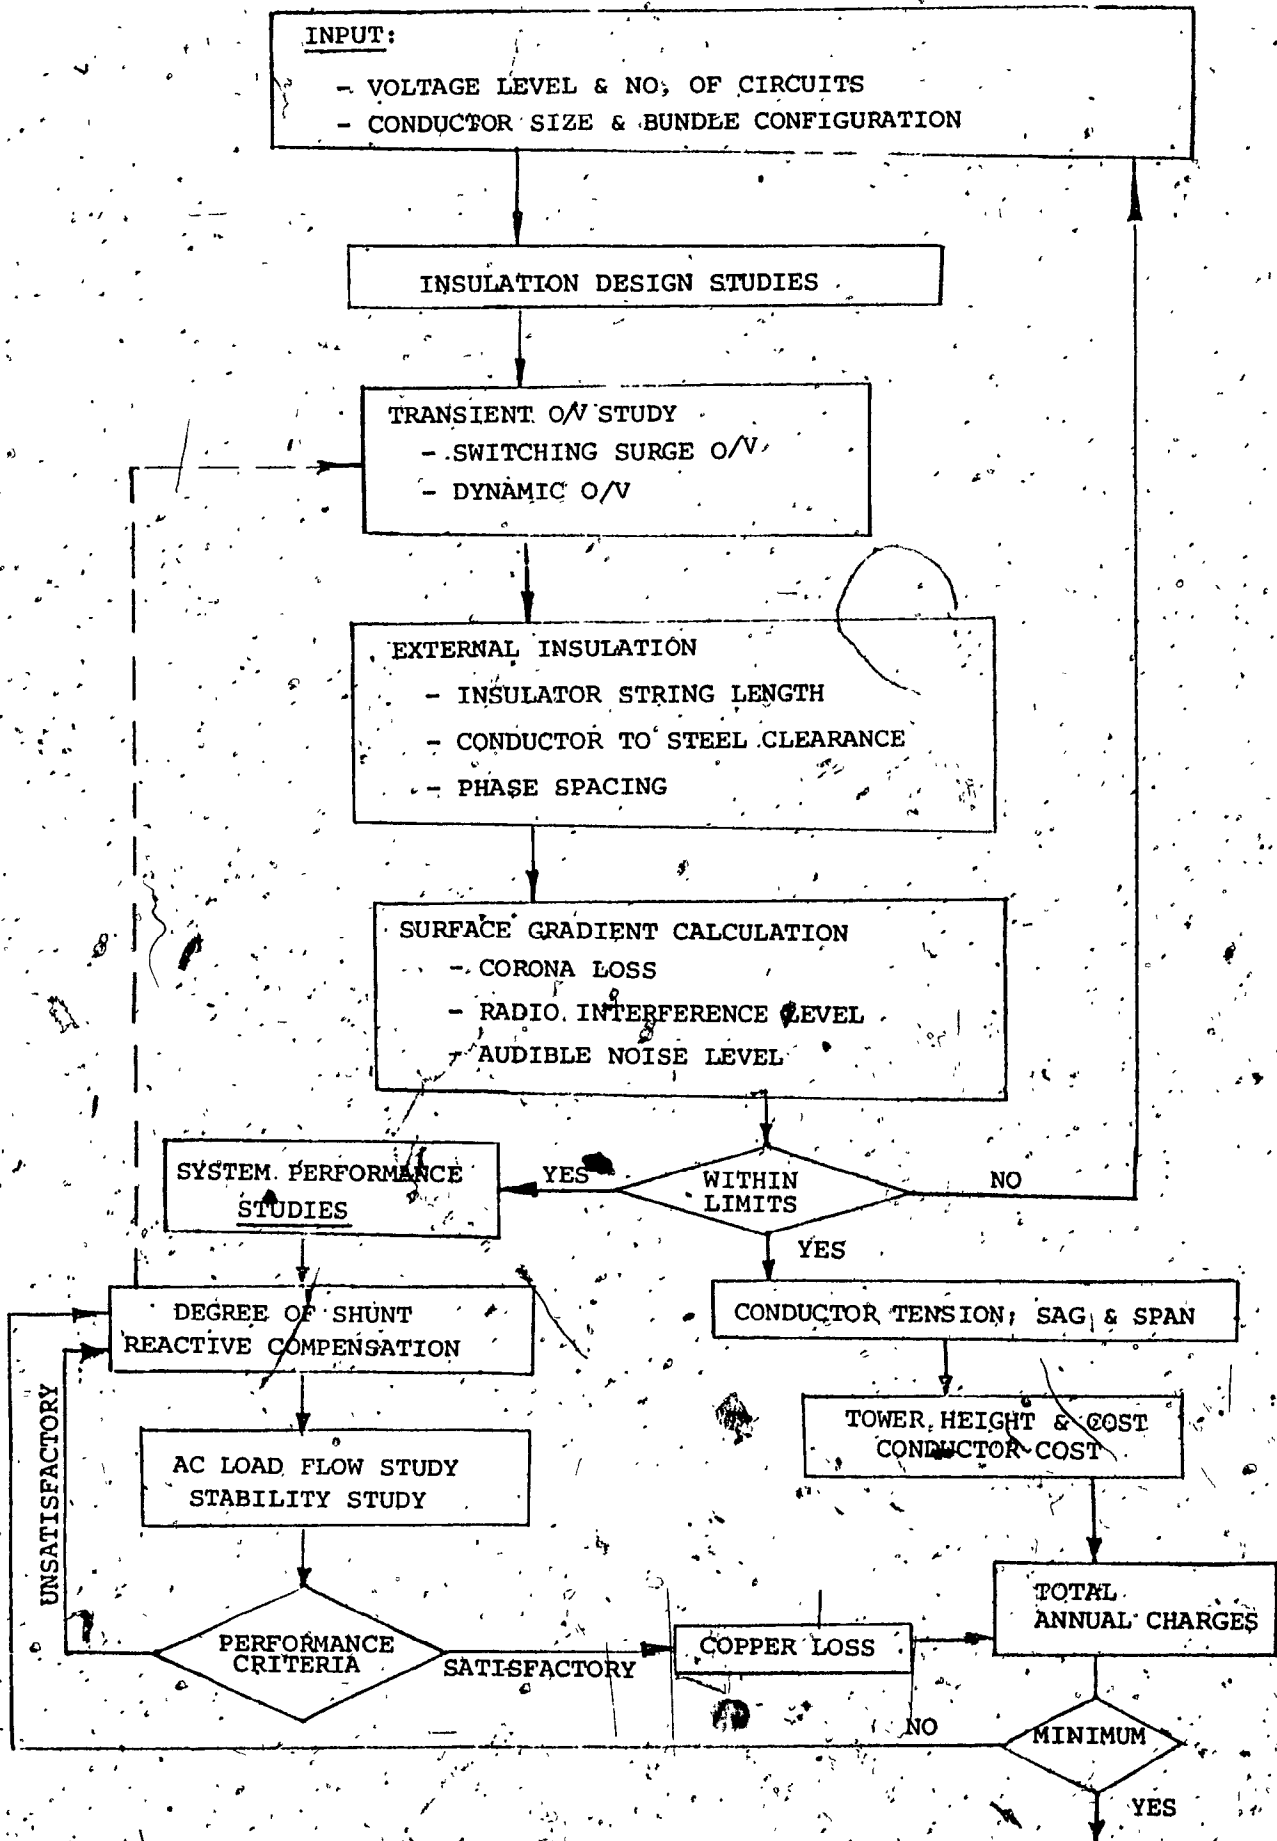 INPUT:
- VOLTAGE LEVEL & NO. OF CIRCUITS
- CONDUCTOR SIZE & BUNDLE CONFIGURATION
INSULATION DESIGN STUDIES
TRANSIENT O/V STUDY
- SWITCHING SURGE O/V
- DYNAMIC O/V
EXTERNAL INSULATION
- INSULATOR STRING LENGTH
- CONDUCTOR TO STEEL CLEARANCE
- PHASE SPACING
SURFACE GRADIENT CALCULATION
- CORONA LOSS
- RADIO INTERFERENCE LEVEL
- AUDIBLE NOISE LEVEL
SYSTEM PERFORMANCE
STUDIES
YES
WITHIN
LIMITS
NO
YES
DEGREE OF SHUNT
REACTIVE COMPENSATION
CONDUCTOR TENSION, SAG & SPAN
TOWER HEIGHT & COST
CONDUCTOR COST
UNSATISFACTORY
AC LOAD FLOW STUDY
STABILITY STUDY
TOTAL
ANNUAL CHARGES
PERFORMANCE
CRITERIA
SATISFACTORY
COPPER LOSS
NO
MINIMUM
YES